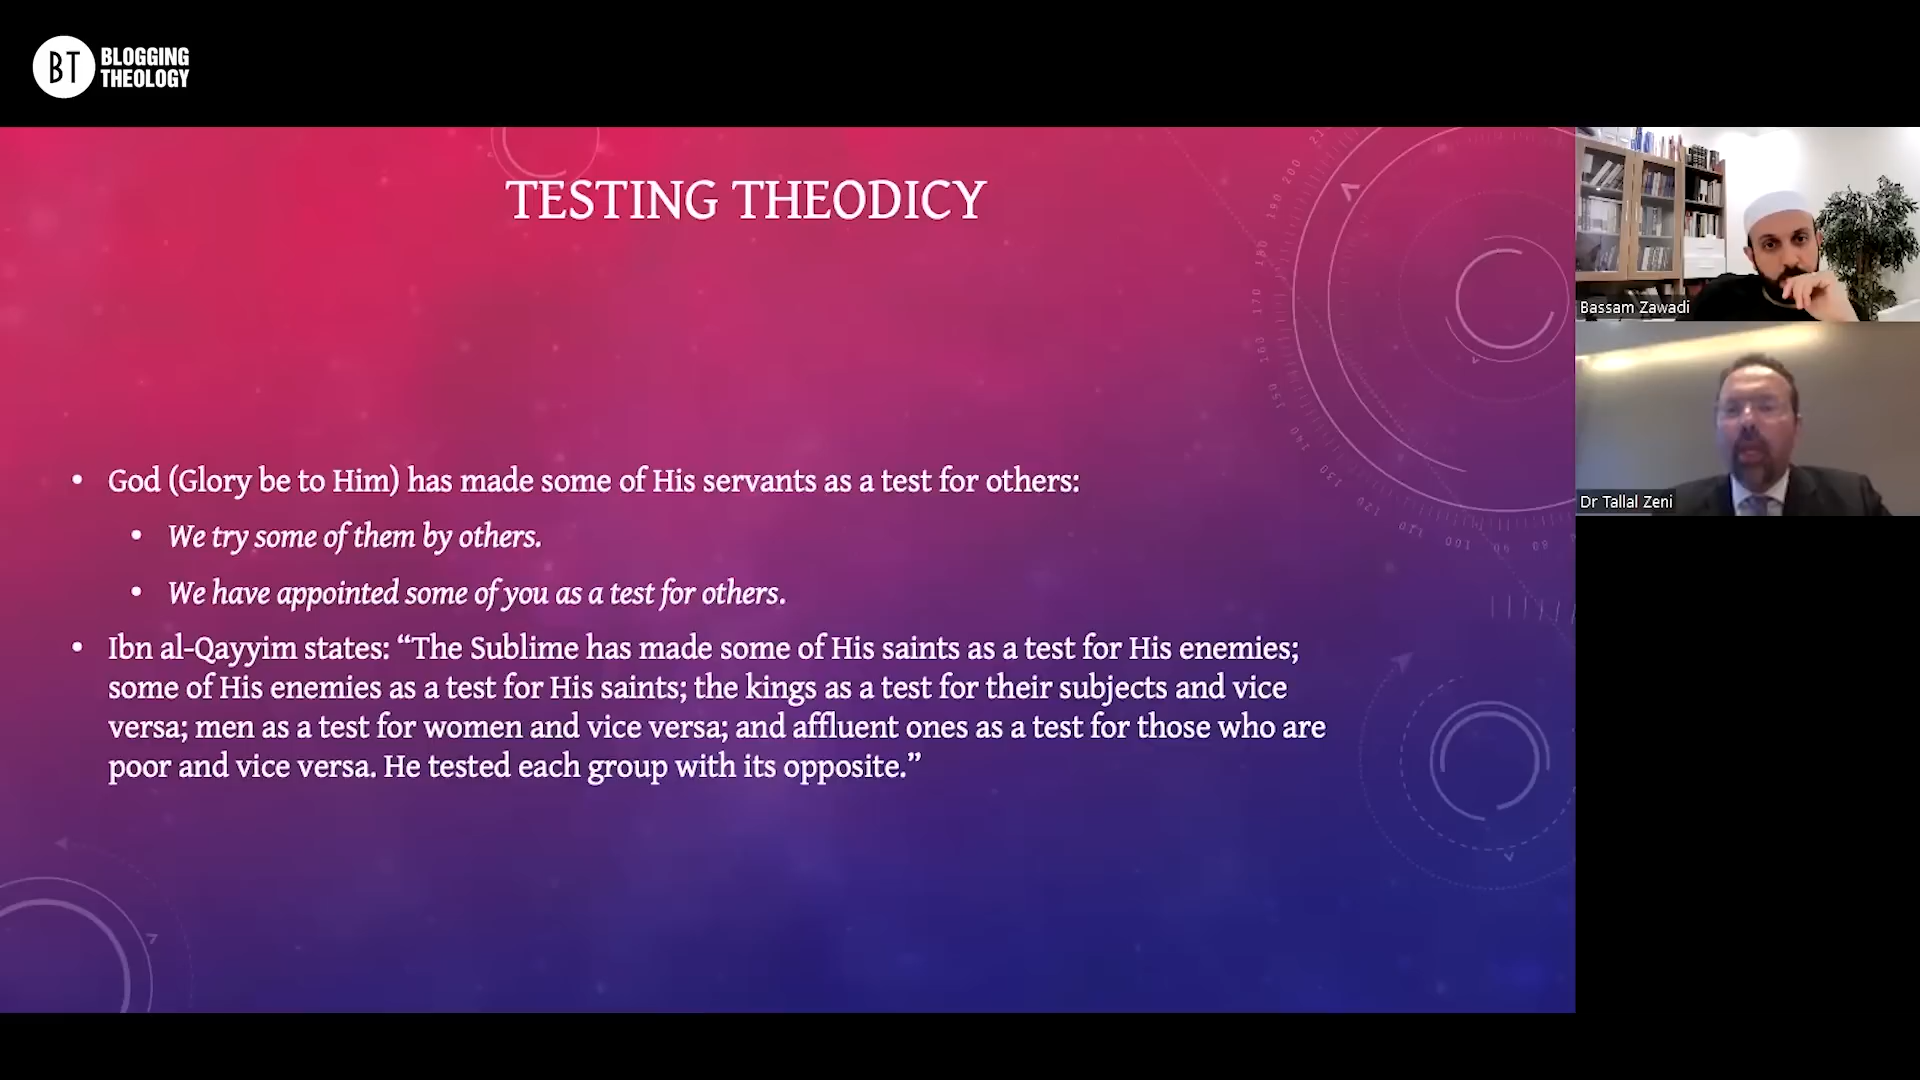 BT BLOGGING
THEOLOGY
TESTING THEODICY
• God (Glory be to Him) has made some of His servants as a test for others:
• We try some of them by others.
• We have appointed some of you as a test for others.
• Ibn al-Qayyim states: “The Sublime has made some of His saints as a test for His enemies;
some of His enemies as a test for His saints; the kings as a test for their subjects and vice
versa; men as a test for women and vice versa; and affluent ones as a test for those who are
poor and vice versa. He tested each group with its opposite.”
Bassam Zawadi
Dr Tallal Zeni